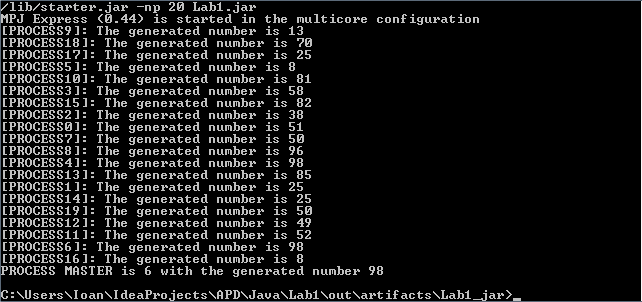 /lib/starter.jar -np 20 Lab1.jar
MPJ Express (0.44) is started in the multicore configuration
[PROCESS9]: The generated number is 13
[PROCESS18]: The generated number is 70
[PROCESS17]: The generated number is 25
[PROCESS5]: The generated number is 8
[PROCESS10]: The generated number is 81
[PROCESS3]: The generated number is 58
[PROCESS15]: The generated number is 82
[PROCESS2]: The generated number is 38
[PROCESS0]: The generated number is 51
[PROCESS7]: The generated number is 50
[PROCESS8]: The generated number is 96
[PROCESS4]: The generated number is 98
[PROCESS13]: The generated number is 85
[PROCESS1]: The generated number is 25
[PROCESS14]: The generated number is 25
[PROCESS19]: The generated number is 50
[PROCESS12]: The generated number is 49
[PROCESS11]: The generated number is 52
[PROCESS6]: The generated number is 98
[PROCESS16]: The generated number is 8
PROCESS MASTER is 6 with the generated number 98
C:\Users\Ioan\IdeaProjects\APD\Java\Lab1\out\artifacts\Lab1_jar>_